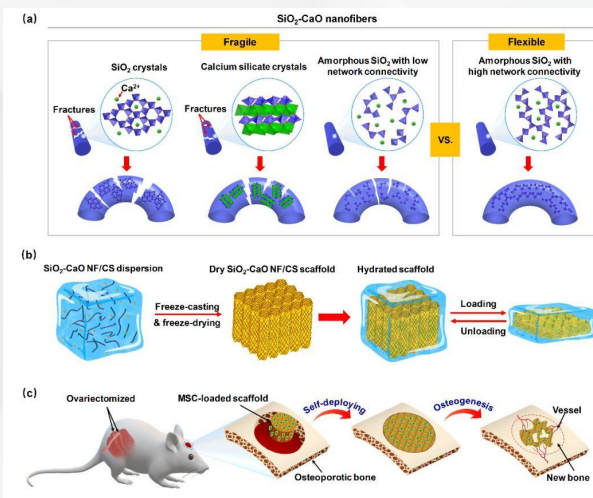 (a)
SiO₂-CaO nanofibers
Fragile
Flexible
SiO₂ crystals
Calcium silicate crystals
Amorphous SiO₂ with low
network connectivity
Amorphous SiO₂ with
high network connectivity
Ca²⁺
Fractures
Fractures
VS.
(b)
SiO₂-CaO NF/CS dispersion
Dry SiO₂-CaO NF/CS scaffold
Hydrated scaffold
Freeze-casting
& freeze-drying
Loading
Unloading
(c)
Ovariectomized
MSC-loaded scaffold
Self-deploying
Osteogenesis
Vessel
Osteoporotic bone
New bone